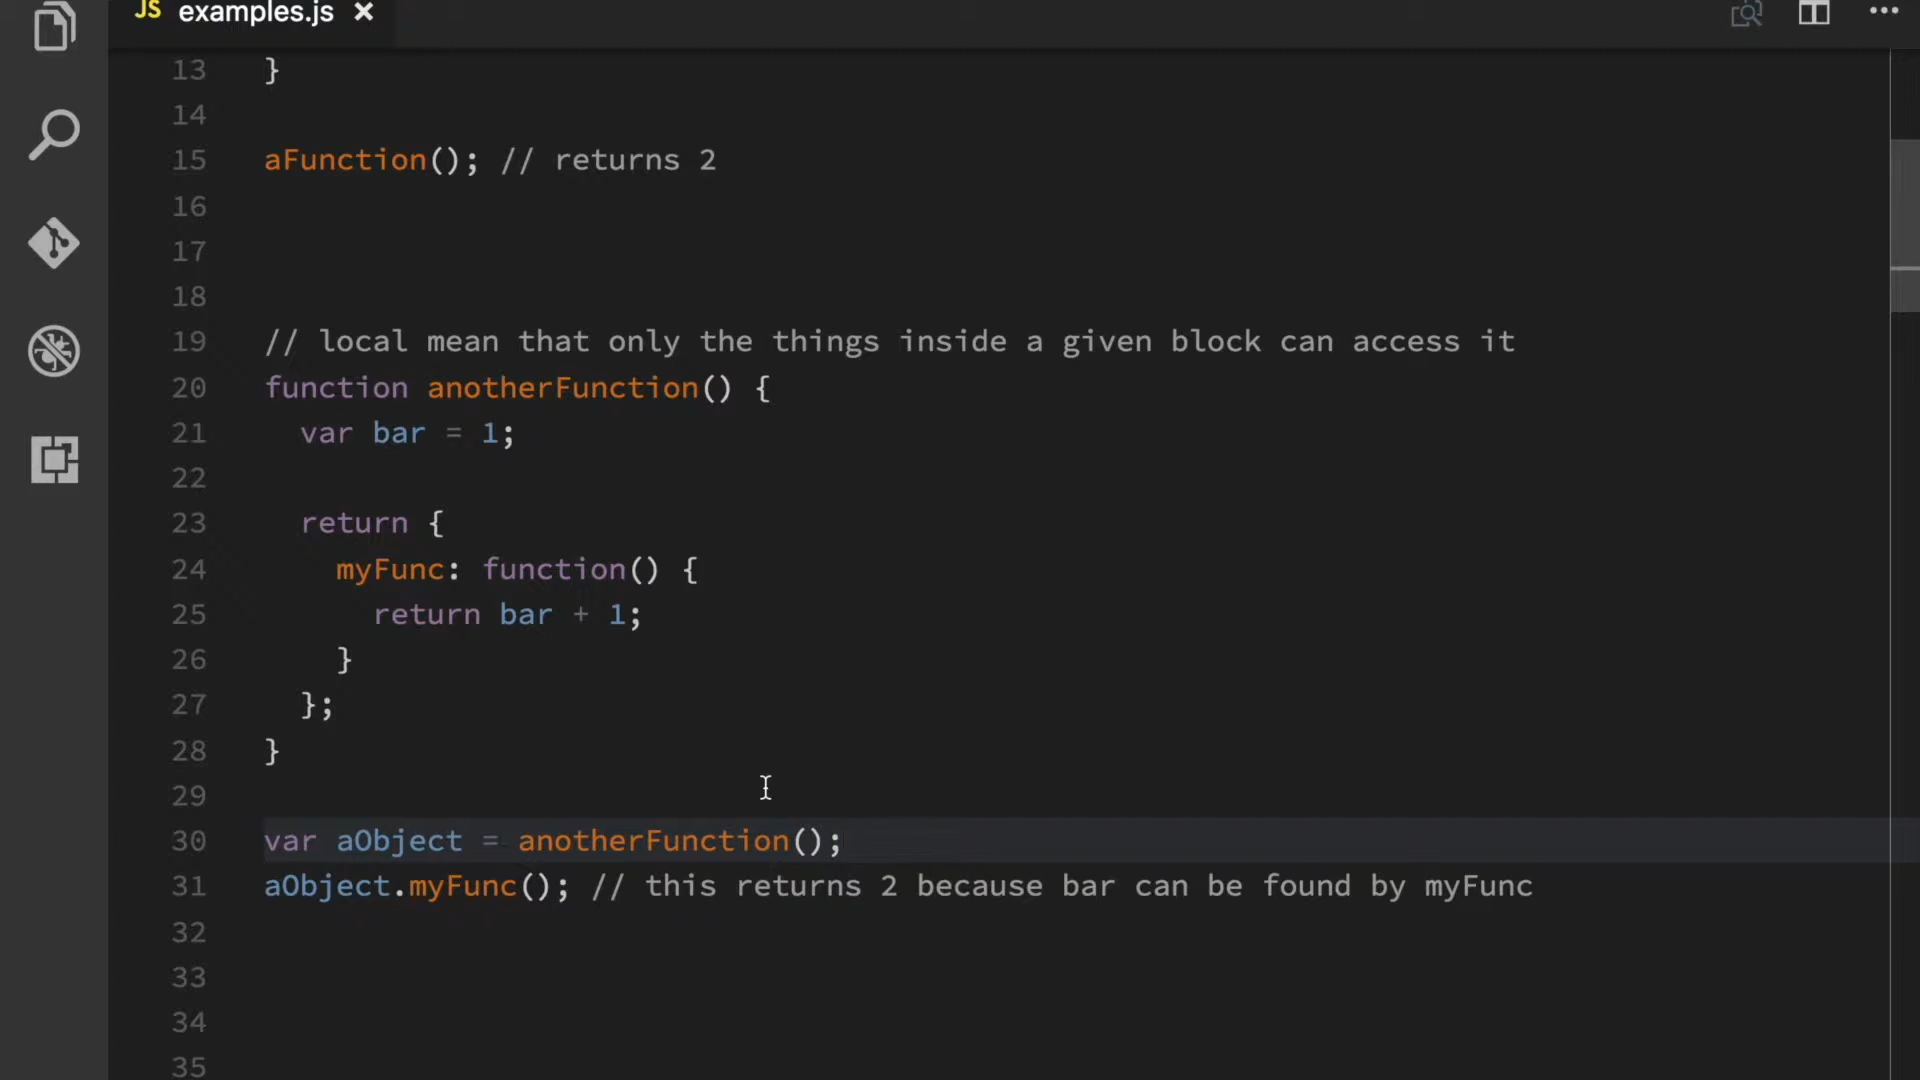 JS examples.js
13 }
14
15 aFunction(); // returns 2
16
17
18
19 // local mean that only the things inside a given block can access it
20 function anotherFunction() {
21   var bar = 1;
22
23   return {
24     myFunc: function() {
25       return bar + 1;
26     }
27   };
28 }
29
30 var aObject = anotherFunction();
31 aObject.myFunc(); // this returns 2 because bar can be found by myFunc
32
33
34
35